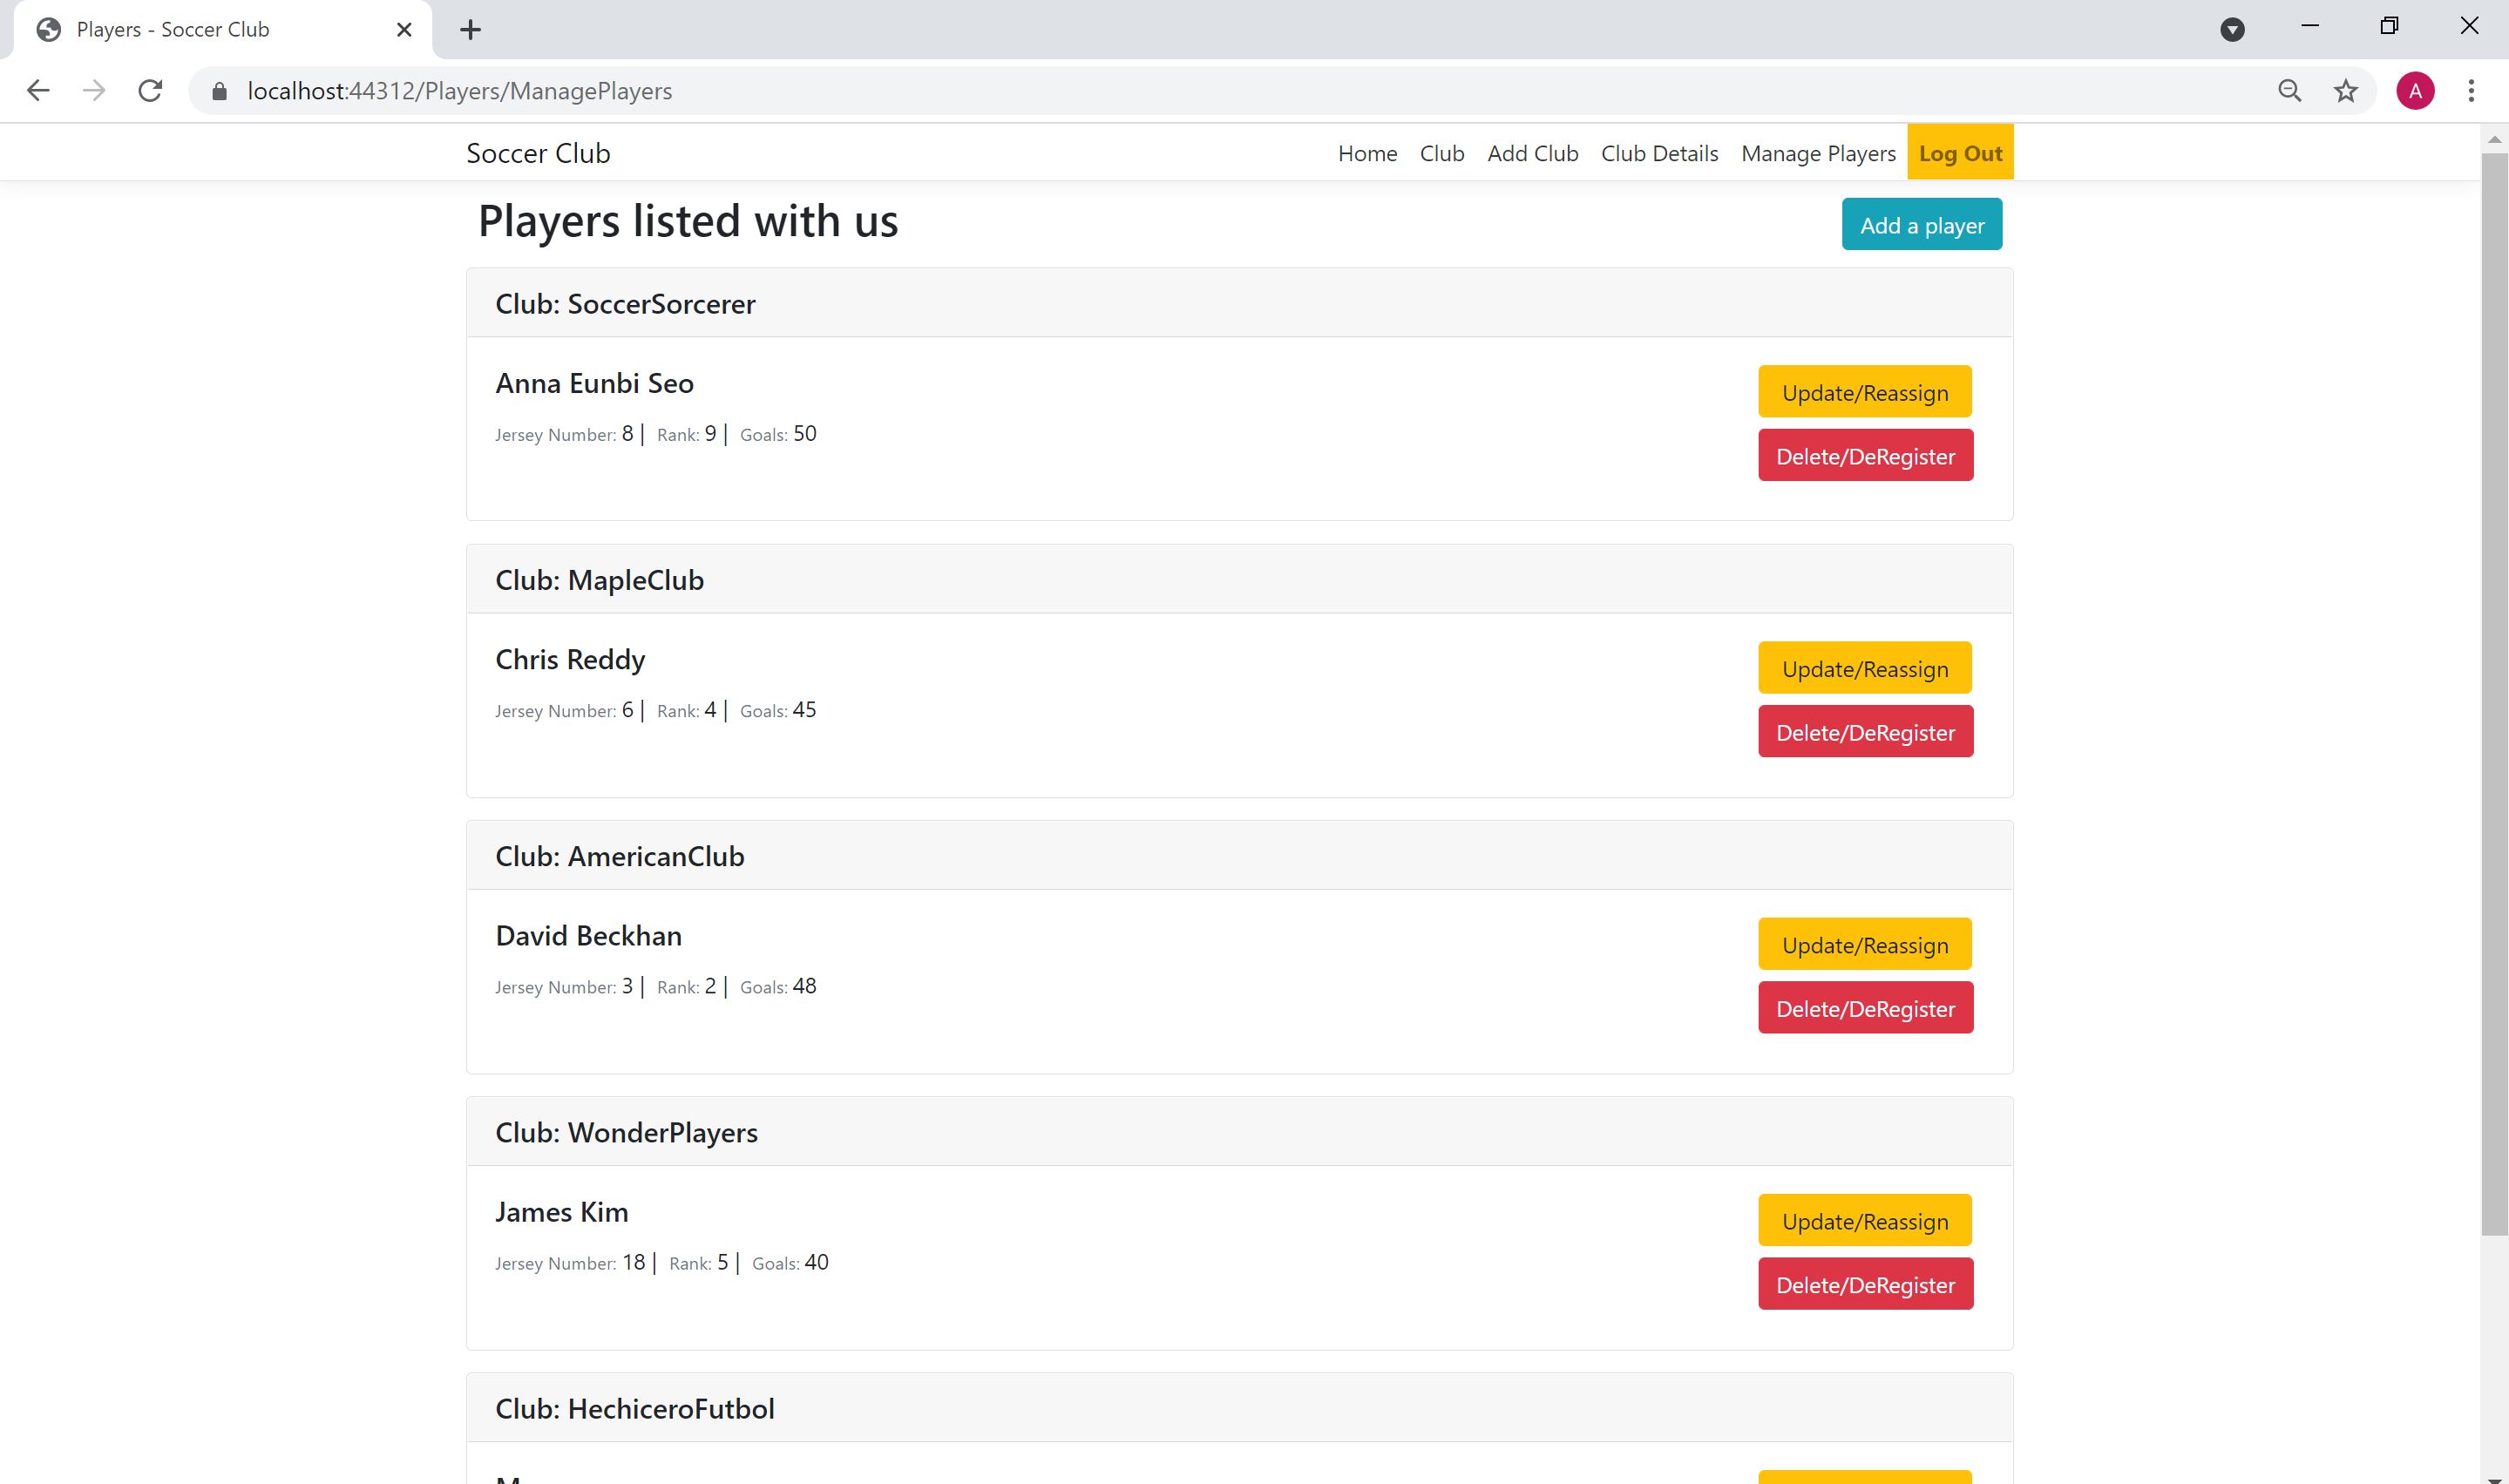 Players - Soccer Club
localhost:44312/Players/ManagePlayers
A
Soccer Club Home Club Add Club Club Details Manage Players Log Out
Players listed with us Add a player
Club: SoccerSorcerer
Anna Eunbi Seo Update/Reassign
Jersey Number: 8 | Rank: 9 | Goals: 50
Delete/DeRegister
Club: MapleClub
Chris Reddy Update/Reassign
Jersey Number: 6 | Rank: 4 | Goals: 45
Delete/DeRegister
Club: AmericanClub
David Beckhan Update/Reassign
Jersey Number: 3 | Rank: 2 | Goals: 48
Delete/DeRegister
Club: WonderPlayers
James Kim Update/Reassign
Jersey Number: 18 | Rank: 5 | Goals: 40
Delete/DeRegister
Club: HechiceroFutbol